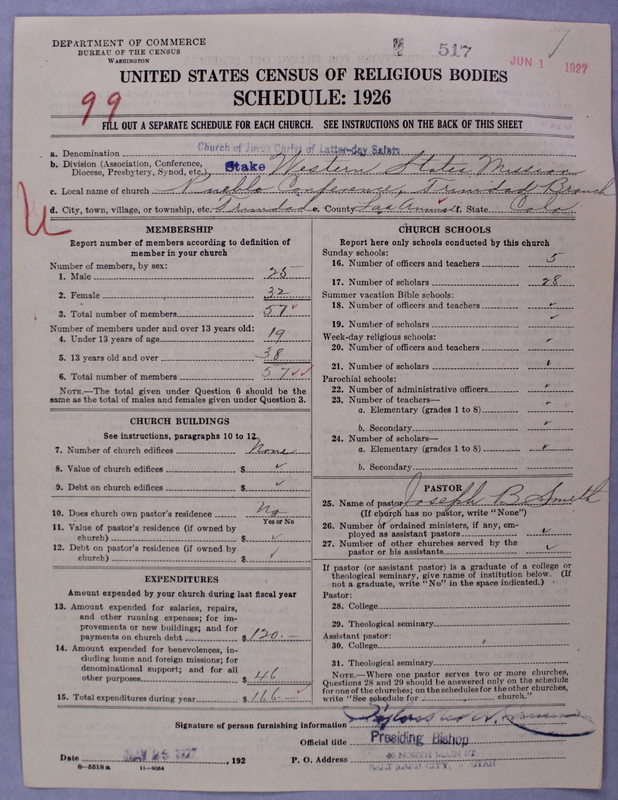 DEPARTMENT OF COMMERCE
BUREAU OF THE CENSUS
WASHINGTON
517
JUN 1 1927
UNITED STATES CENSUS OF RELIGIOUS BODIES
SCHEDULE: 1926
99
FILL OUT A SEPARATE SCHEDULE FOR EACH CHURCH. SEE INSTRUCTIONS ON THE BACK OF THIS SHEET
a. Denomination Church of Jesus Christ of Latter-day Saints
b. Division (Association, Conference, Diocese, Presbytery, Synod, etc.) Stake Western States Mission
c. Local name of church Pueblo Conference, Trinidad Branch
d. City, town, village, or township, etc. Trinidad e. County Las Animas f. State Colo
MEMBERSHIP
Report number of members according to definition of
member in your church
Number of members, by sex:
1. Male 25
2. Female 32
3. Total number of members 57
Number of members under and over 13 years old:
4. Under 13 years of age 19
5. 13 years old and over 38
6. Total number of members 57
NOTE.—The total given under Question 6 should be the
same as the total of males and females given under Question 3.
CHURCH BUILDINGS
See instructions, paragraphs 10 to 12
7. Number of church edifices None
8. Value of church edifices $ ✓
9. Debt on church edifices $ ✓
10. Does church own pastor's residence No
Yes or No
11. Value of pastor's residence (if owned by
church) $ ✓
12. Debt on pastor's residence (if owned by
church) $ ✓
EXPENDITURES
Amount expended by your church during last fiscal year
13. Amount expended for salaries, repairs,
and other running expenses; for im-
provements or new buildings; and for
payments on church debt $ 120.—
14. Amount expended for benevolences, in-
cluding home and foreign missions; for
denominational support; and for all
other purposes $ 46
15. Total expenditures during year $ 166.—
CHURCH SCHOOLS
Report here only schools conducted by this church
Sunday schools:
16. Number of officers and teachers 5
17. Number of scholars 28
Summer vacation Bible schools:
18. Number of officers and teachers ✓
19. Number of scholars ✓
Week-day religious schools:
20. Number of officers and teachers ✓
21. Number of scholars ✓
Parochial schools:
22. Number of administrative officers ✓
23. Number of teachers—
a. Elementary (grades 1 to 8) ✓
b. Secondary ✓
24. Number of scholars—
a. Elementary (grades 1 to 8) ✓
b. Secondary
PASTOR
25. Name of pastor Joseph B Smith
(If church has no pastor, write "None")
26. Number of ordained ministers, if any, em-
ployed as assistant pastors ✓
27. Number of other churches served by the
pastor or his assistants ✓
If pastor (or assistant pastor) is a graduate of a college or
theological seminary, give name of institution below. (If
not a graduate, write "No" in the space indicated.)
Pastor:
28. College
29. Theological seminary
Assistant pastor:
30. College
31. Theological seminary
NOTE.—Where one pastor serves two or more churches,
Questions 28 and 29 should be answered only on the schedule
for one of the churches; on the schedules for the other churches,
write "See schedule for church."
Signature of person furnishing information
Official title Presiding Bishop
Date MAY 25 1927, 192 P. O. Address 40 NORTH MAIN ST.
SALT LAKE CITY, UTAH
8—5518a 11—9064